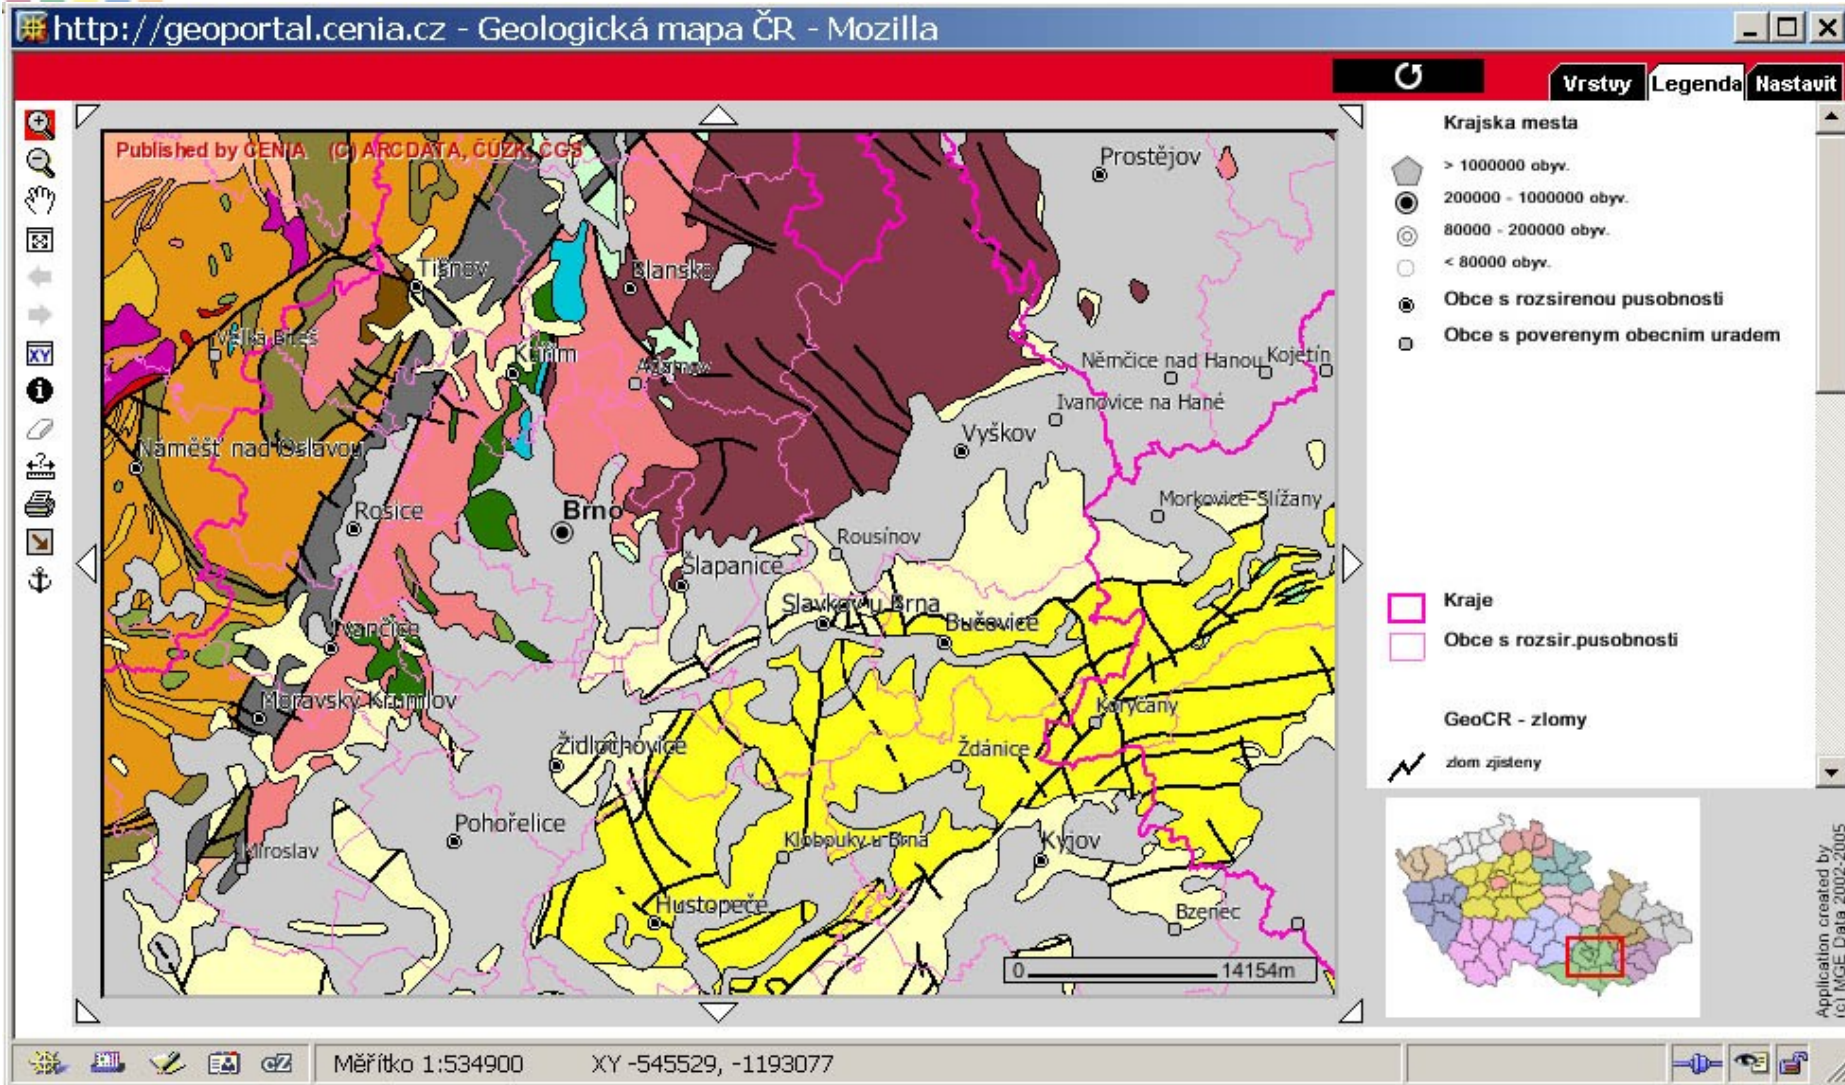 http://geoportal.cenia.cz - Geologická mapa ČR - Mozilla
Vrstvy Legenda Nastavit
Published by CENIA (C) ARCDATA, ČÚZK, ČGS
Prostějov
Tišnov
Blansko
Velká Bíteš
Kuřim
Adamov
Němčice nad Hanou
Kojetín
Ivanovice na Hané
Vyškov
Náměšť nad Oslavou
Rosice
Brno
Morkovice-Slížany
Rousínov
Šlapanice
Slavkov u Brna
Bučovice
Ivančice
Moravský Krumlov
Koryčany
Židlochovice
Ždánice
Pohořelice
Miroslav
Klobouky u Brna
Kyjov
Hustopeče
Bzenec
0 14154m
Krajska mesta
> 1000000 obyv.
200000 - 1000000 obyv.
80000 - 200000 obyv.
< 80000 obyv.
Obce s rozsirenou pusobnosti
Obce s poverenym obecnim uradem
Kraje
Obce s rozsir.pusobnosti
GeoCR - zlomy
zlom zjisteny
Application created by
(c) MGE Data 2002-2005
XY
Měřítko 1:534900 XY -545529, -1193077